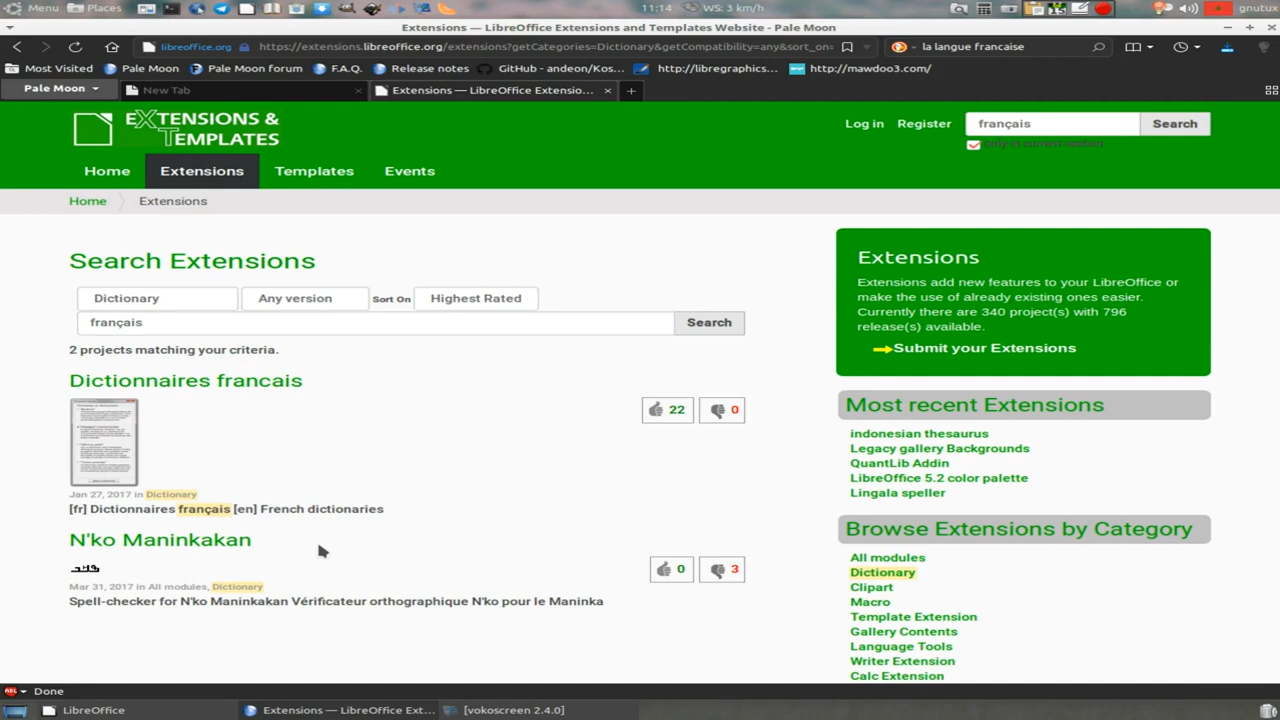 Menu Places 11:14 WS: 3 km/h gnutux
Extensions — LibreOffice Extensions and Templates Website - Pale Moon
libreoffice.org https://extensions.libreoffice.org/extensions?getCategories=Dictionary&getCompatibility=any&sort_on= la langue francaise
Most Visited Pale Moon Pale Moon forum F.A.Q. Release notes GitHub - andeon/Kos... http://libregraphics... http://mawdoo3.com/
Pale Moon New Tab Extensions — LibreOffice Extensio...
EXTENSIONS & TEMPLATES
Log in Register français Search
only in current section
Home Extensions Templates Events
Home Extensions
Search Extensions
Dictionary Any version Sort On Highest Rated
français Search
2 projects matching your criteria.
Dictionnaires francais
22 0
Jan 27, 2017 in Dictionary
[fr] Dictionnaires français [en] French dictionaries
N'ko Maninkakan
0 3
Mar 31, 2017 in All modules, Dictionary
Spell-checker for N'ko Maninkakan Vérificateur orthographique N'ko pour le Maninka
Extensions
Extensions add new features to your LibreOffice or
make the use of already existing ones easier.
Currently there are 340 project(s) with 796
release(s) available.
Submit your Extensions
Most recent Extensions
indonesian thesaurus
Legacy gallery Backgrounds
QuantLib Addin
LibreOffice 5.2 color palette
Lingala speller
Browse Extensions by Category
All modules
Dictionary
Clipart
Macro
Template Extension
Gallery Contents
Language Tools
Writer Extension
Calc Extension
Done
LibreOffice Extensions — LibreOffice Ext... [vokoscreen 2.4.0]